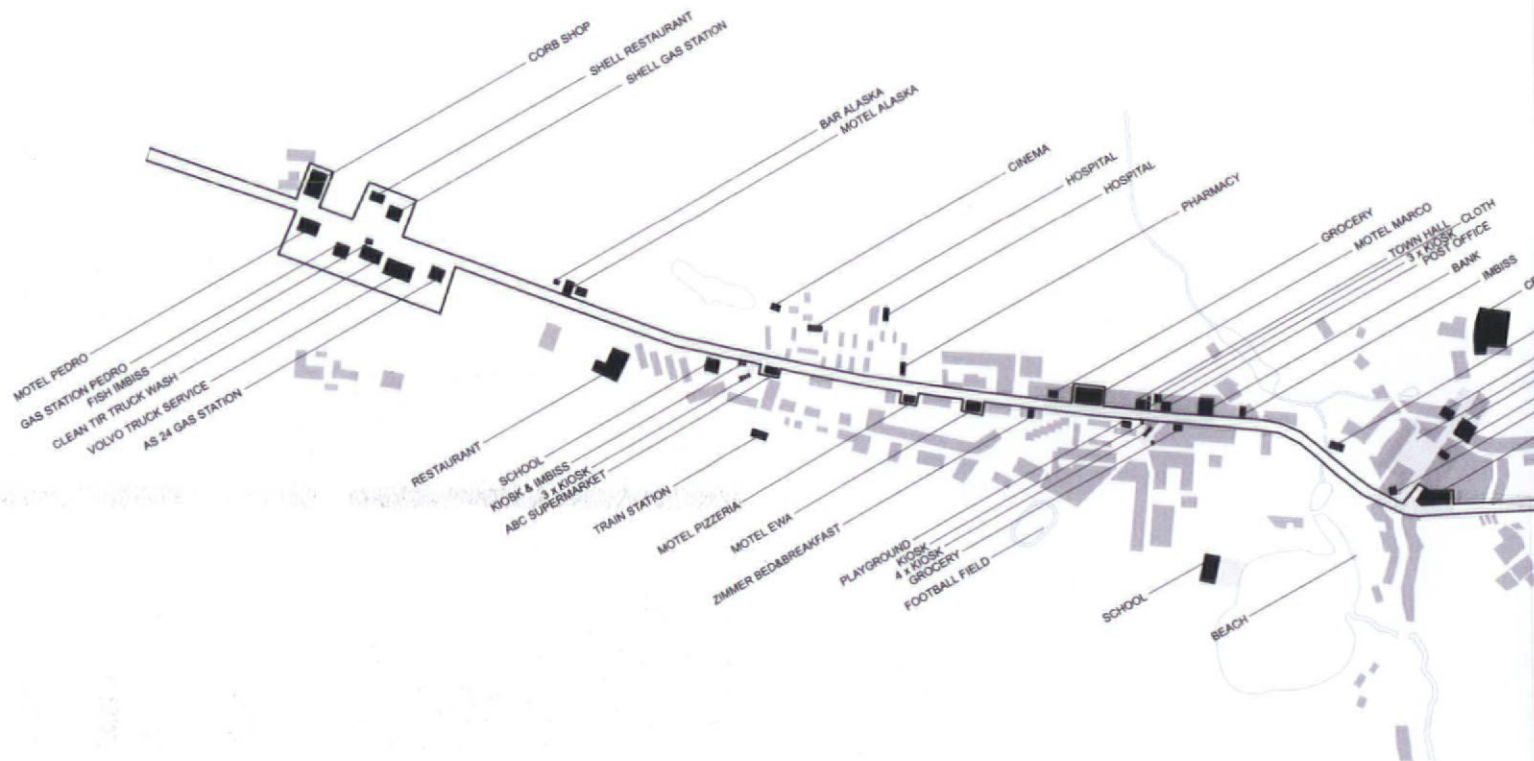 CORB SHOP
SHELL RESTAURANT
SHELL GAS STATION
BAR ALASKA
MOTEL ALASKA
CINEMA
HOSPITAL
HOSPITAL
PHARMACY
GROCERY
MOTEL MARCO
TOWN HALL
3 x KIOSK
CLOTH
POST OFFICE
BANK
IMBISS
MOTEL PEDRO
GAS STATION PEDRO
FISH IMBISS
CLEAN TIR TRUCK WASH
VOLVO TRUCK SERVICE
AS 24 GAS STATION
RESTAURANT
SCHOOL
KIOSK & IMBISS
3 x KIOSK
ABC SUPERMARKET
TRAIN STATION
MOTEL PIZZERIA
MOTEL EWA
ZIMMER BED&BREAKFAST
PLAYGROUND
KIOSK
4 x KIOSK
GROCERY
FOOTBALL FIELD
SCHOOL
BEACH